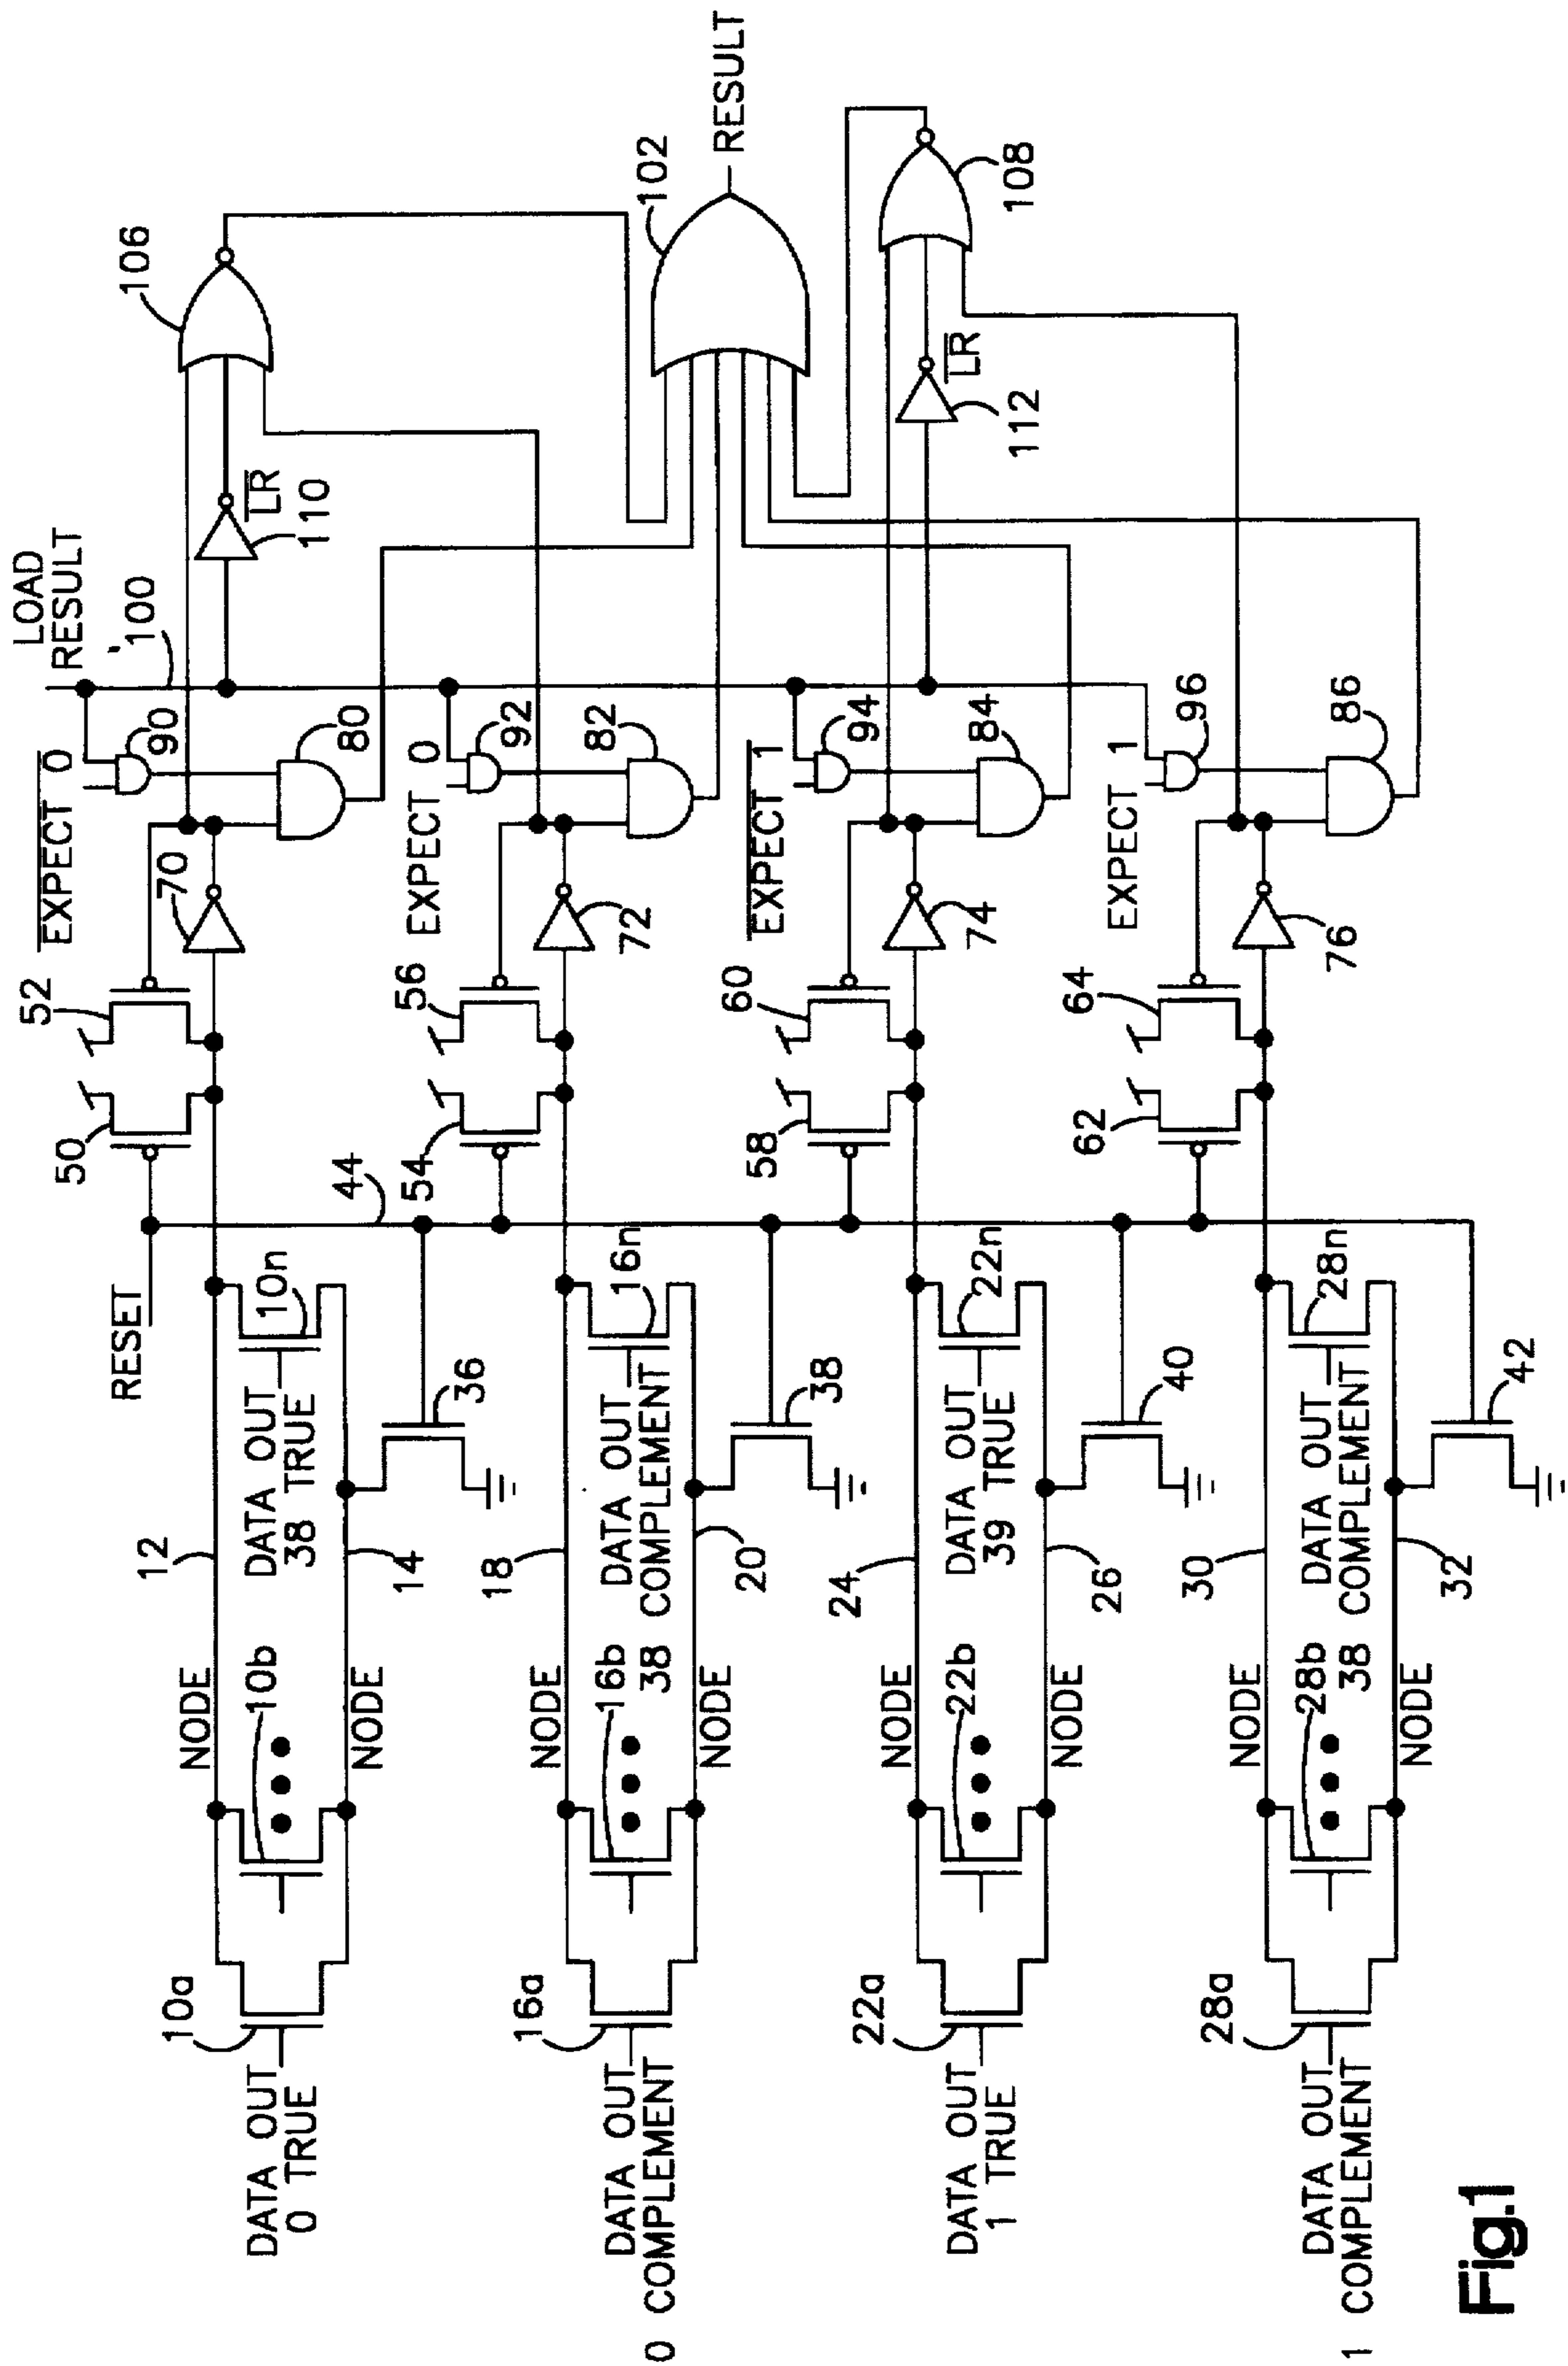 DATA OUT
0 TRUE
10a
NODE
10b
NODE
12
DATA OUT
38 TRUE
14
10n
RESET
36
44
50
52
70
EXPECT 0
90
80
LOAD
RESULT
100
LR
110
106
DATA OUT
0 COMPLEMENT
16a
NODE
16b
NODE
18
DATA OUT
38 COMPLEMENT
20
16n
38
54
56
72
EXPECT 0
92
82
102
RESULT
DATA OUT
1 TRUE
22a
NODE
22b
NODE
24
DATA OUT
39 TRUE
26
22n
40
58
60
74
EXPECT 1
94
84
LR
112
108
DATA OUT
1 COMPLEMENT
28a
NODE
28b
NODE
30
DATA OUT
38 COMPLEMENT
32
28n
42
62
64
76
EXPECT 1
96
86
Fig.1